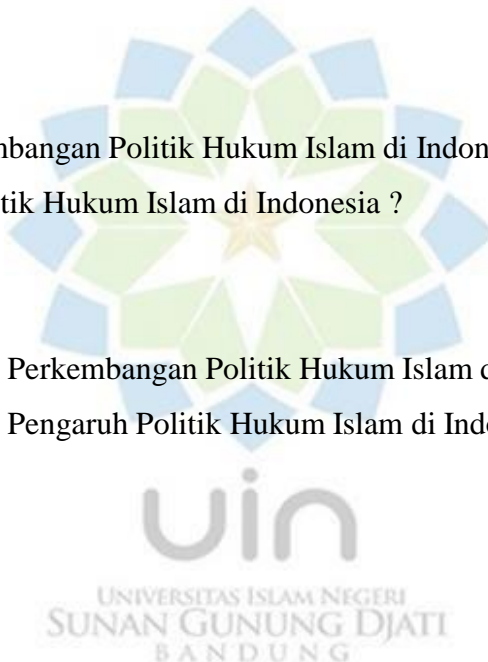 mbangan Politik Hukum Islam di Indon
tik Hukum Islam di Indonesia ?
Perkembangan Politik Hukum Islam d
Pengaruh Politik Hukum Islam di Ind
uin
UNIVERSITAS ISLAM NEGERI
SUNAN GUNUNG DJATI
BANDUNG